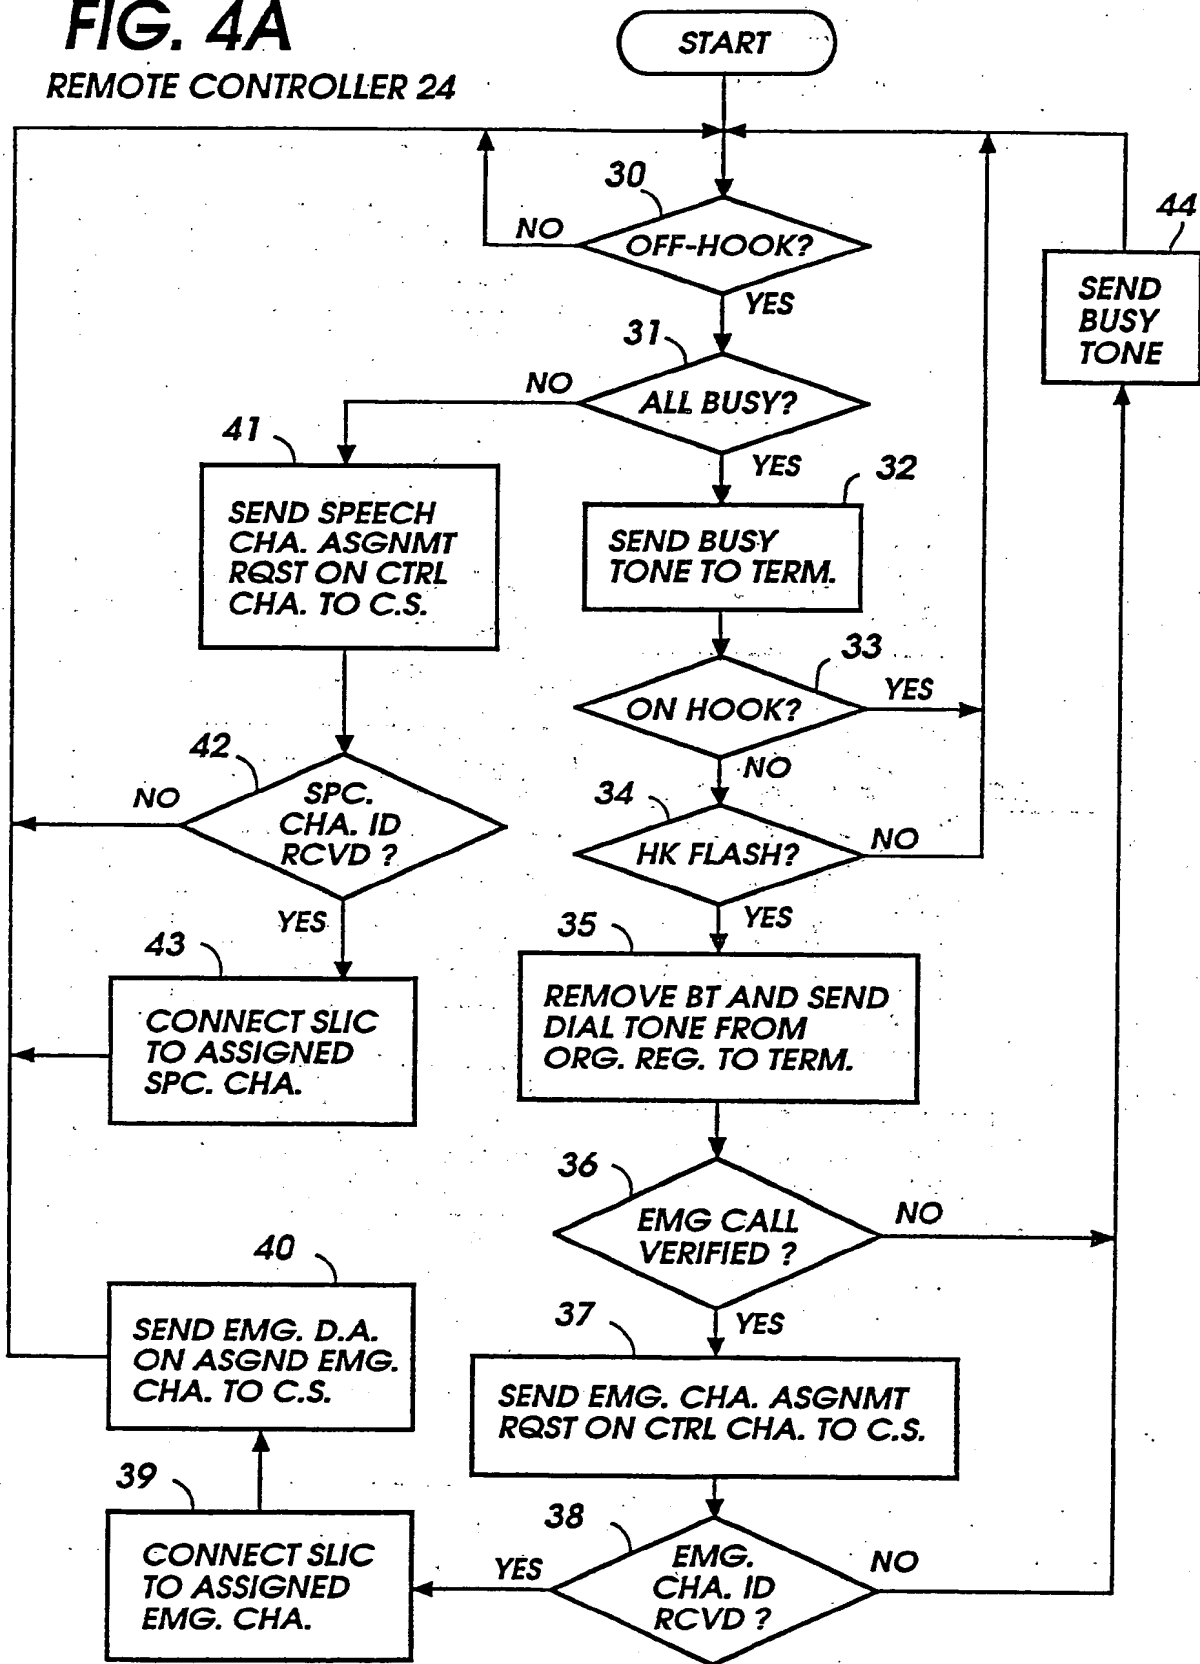 FIG. 4A
REMOTE CONTROLLER 24
START
30
NO
OFF-HOOK?
YES
44
SEND
BUSY
TONE
31
NO
ALL BUSY?
YES
41
SEND SPEECH
CHA. ASGNMT
RQST ON CTRL
CHA. TO C.S.
32
SEND BUSY
TONE TO TERM.
33
ON HOOK?
YES
NO
42
NO
SPC.
CHA. ID
RCVD ?
YES
34
HK FLASH?
NO
YES
43
CONNECT SLIC
TO ASSIGNED
SPC. CHA.
35
REMOVE BT AND SEND
DIAL TONE FROM
ORG. REG. TO TERM.
36
EMG CALL
VERIFIED ?
NO
YES
40
SEND EMG. D.A.
ON ASGND EMG.
CHA. TO C.S.
37
SEND EMG. CHA. ASGNMT
RQST ON CTRL CHA. TO C.S.
39
CONNECT SLIC
TO ASSIGNED
EMG. CHA.
38
YES
EMG.
CHA. ID
RCVD ?
NO